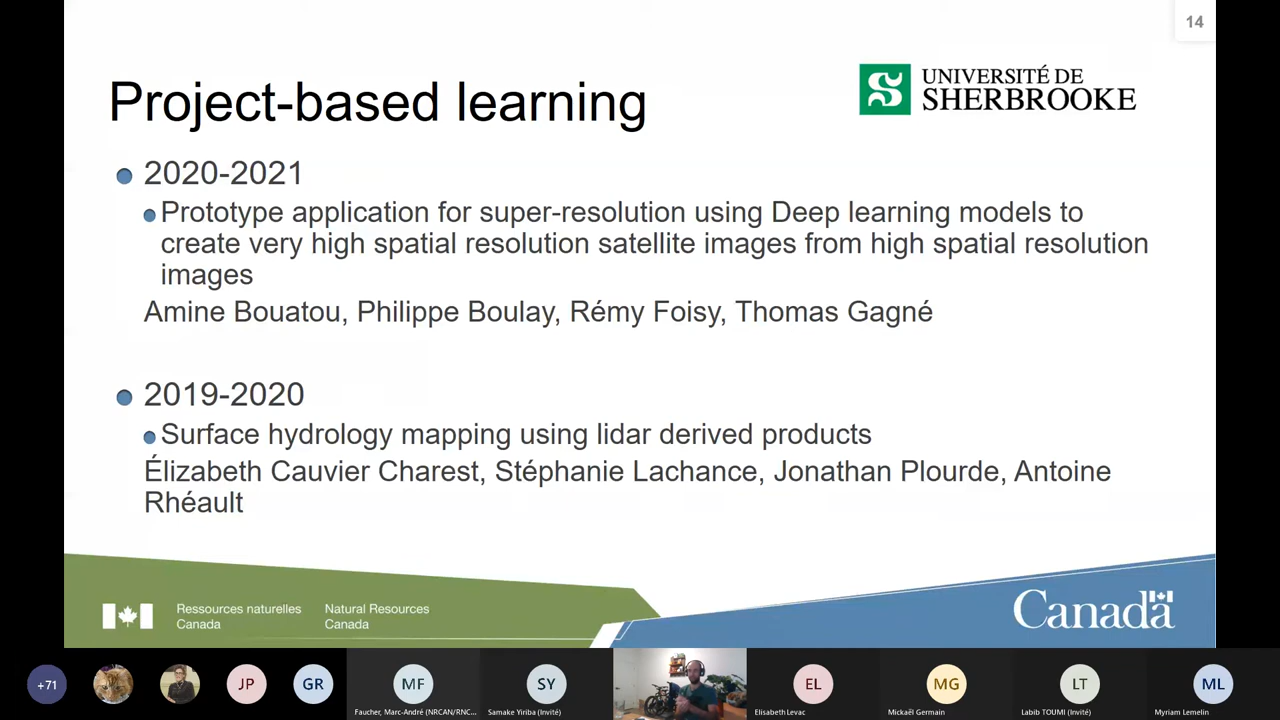 14
Project-based learning
UNIVERSITÉ DE
SHERBROOKE
2020-2021
Prototype application for super-resolution using Deep learning models to
create very high spatial resolution satellite images from high spatial resolution
images
Amine Bouatou, Philippe Boulay, Rémy Foisy, Thomas Gagné
2019-2020
Surface hydrology mapping using lidar derived products
Élizabeth Cauvier Charest, Stéphanie Lachance, Jonathan Plourde, Antoine
Rhéault
Ressources naturelles
Canada
Natural Resources
Canada
Canada
+71
JP
GR
MF
Faucher, Marc-André (NRCAN/RNC...
SY
Samake Yiriba (Invité)
EL
Elisabeth Levac
MG
Mickaël Germain
LT
Labib TOUMI (Invité)
ML
Myriam Lemelin